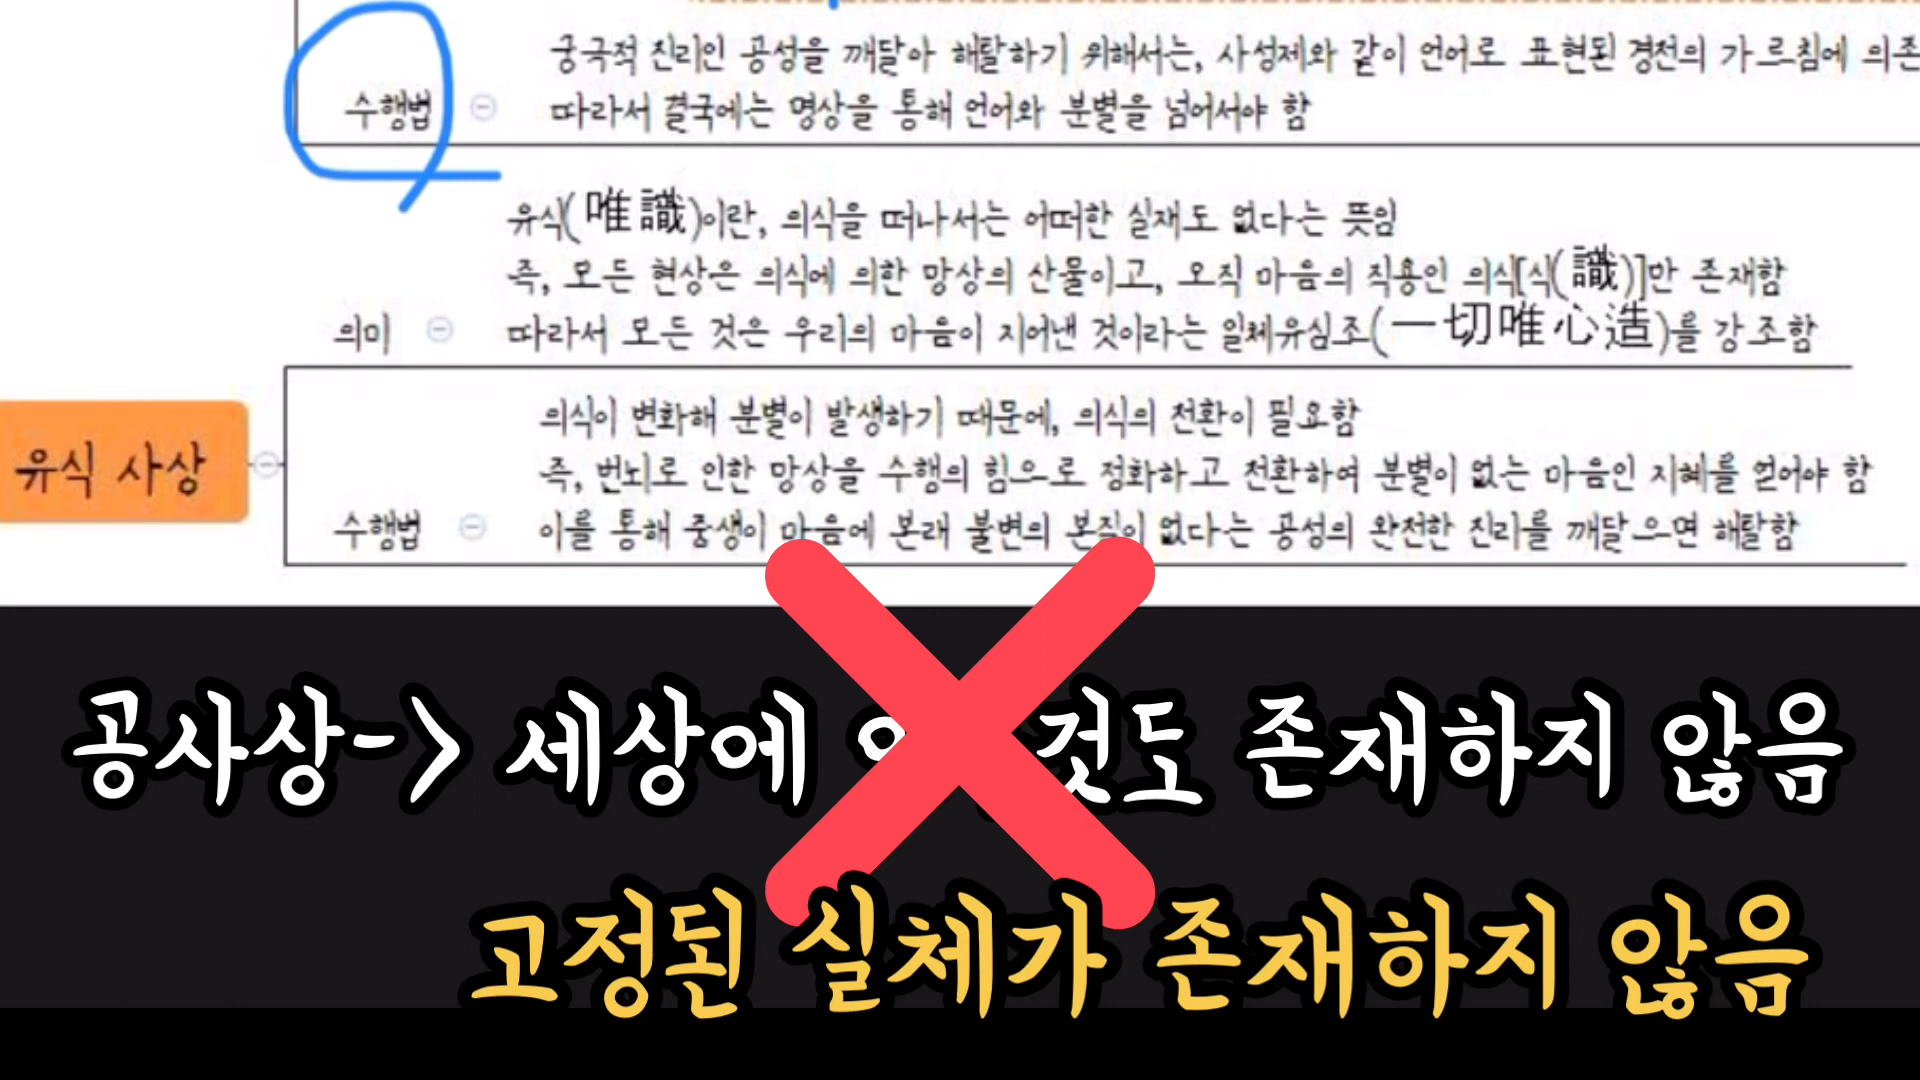 궁극적 진리인 공성을 깨달아 해탈하기 위해서는, 사성제와 같이 언어로 표현된 경전의 가르침에 의존
수행법
따라서 결국에는 명상을 통해 언어와 분별을 넘어서야 함
유식(唯識)이란, 의식을 떠나서는 어떠한 실재도 없다는 뜻임
즉, 모든 현상은 의식에 의한 망상의 산물이고, 오직 마음의 작용인 의식[식(識)]만 존재함
의미
따라서 모든 것은 우리의 마음이 지어낸 것이라는 일체유심조(一切唯心造)를 강조함
유식 사상
의식이 변화해 분별이 발생하기 때문에, 의식의 전환이 필요함
즉, 번뇌로 인한 망상을 수행의 힘으로 정화하고 전환하여 분별이 없는 마음인 지혜를 얻어야 함
수행법
이를 통해 중생이 마음에 본래 불변의 본질이 없다는 공성의 완전한 진리를 깨달으면 해탈함
공사상-> 세상에 것도 존재하지 않음
고정된 실체가 존재하지 않음